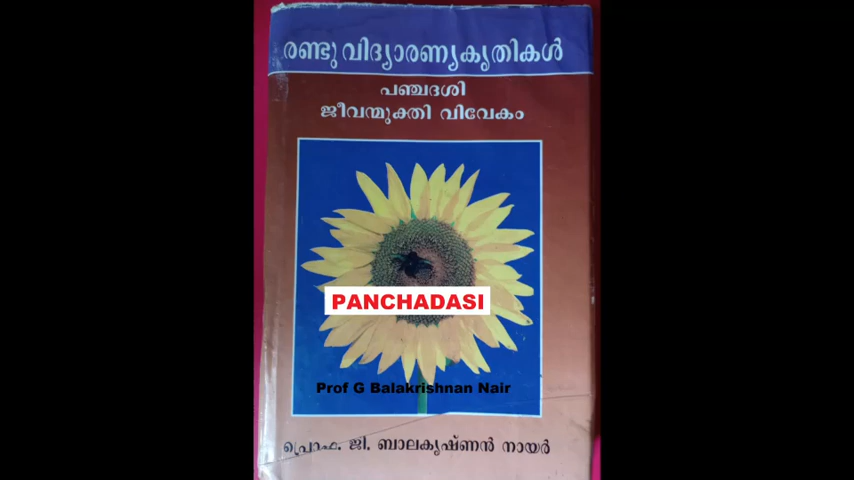 രണ്ടു വിദ്യാരണ്യകൃതികൾ
പഞ്ചദശി
ജീവന്മുക്തി വിവേകം
PANCHADASI
Prof G Balakrishnan Nair
പ്രൊഫ. ജി. ബാലകൃഷ്ണൻ നായർ